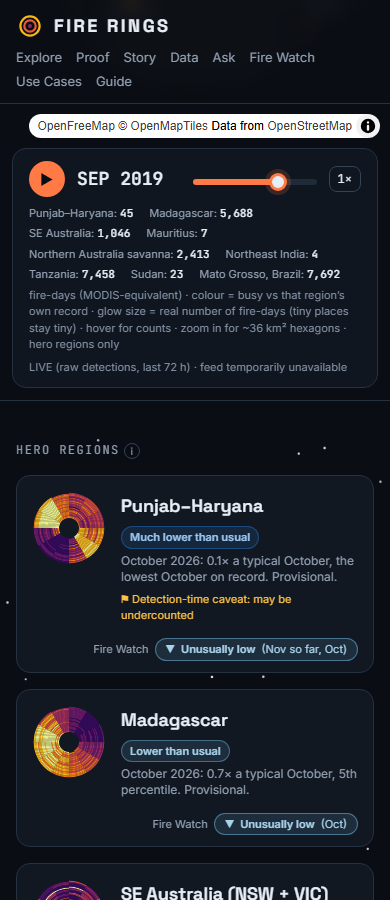 FIRE RINGS
Explore Proof Story Data Ask Fire Watch
Use Cases Guide
OpenFreeMap © OpenMapTiles Data from OpenStreetMap
SEP 2019
1×
Punjab–Haryana: 45 Madagascar: 5,688
SE Australia: 1,046 Mauritius: 7
Northern Australia savanna: 2,413 Northeast India: 4
Tanzania: 7,458 Sudan: 23 Mato Grosso, Brazil: 7,692
fire-days (MODIS-equivalent) · colour = busy vs that region's
own record · glow size = real number of fire-days (tiny places
stay tiny) · hover for counts · zoom in for ~36 km² hexagons ·
hero regions only
LIVE (raw detections, last 72 h) · feed temporarily unavailable
HERO REGIONS
Punjab–Haryana
Much lower than usual
October 2026: 0.1× a typical October, the
lowest October on record. Provisional.
⚑ Detection-time caveat: may be
undercounted
Fire Watch ▼ Unusually low (Nov so far, Oct)
Madagascar
Lower than usual
October 2026: 0.7× a typical October, 5th
percentile. Provisional.
Fire Watch ▼ Unusually low (Oct)
SE Australia (NSW + VIC)